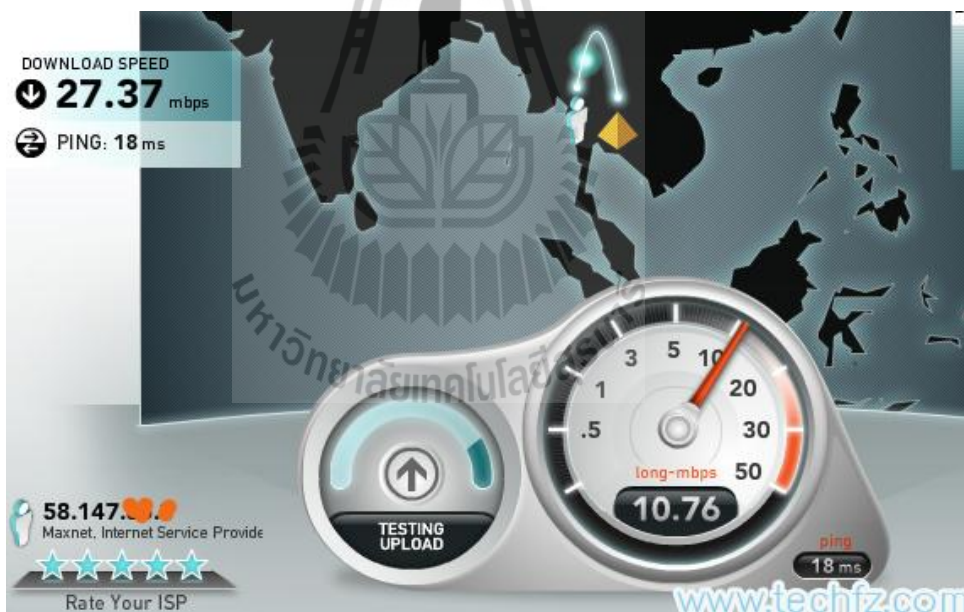 DOWNLOAD SPEED
27.37 mbps
PING: 18 ms
มหาวิทยาลัยเทคโนโลยีสุรนารี
3 5 10
1 20
.5 30
long-mbps 50
10.76
TESTING
UPLOAD
58.147.
Maxnet, Internet Service Provide
Rate Your ISP
ping
18 ms
www.techfz.com